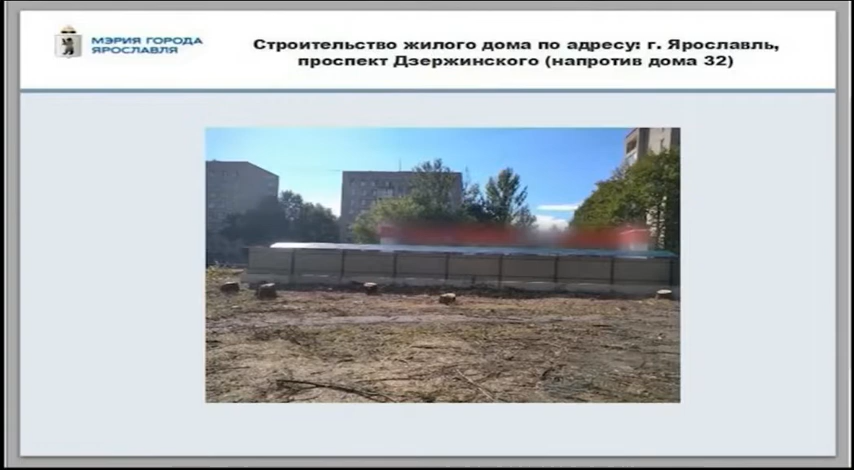 МЭРИЯ ГОРОДА
ЯРОСЛАВЛЯ
Строительство жилого дома по адресу: г. Ярославль,
проспект Дзержинского (напротив дома 32)